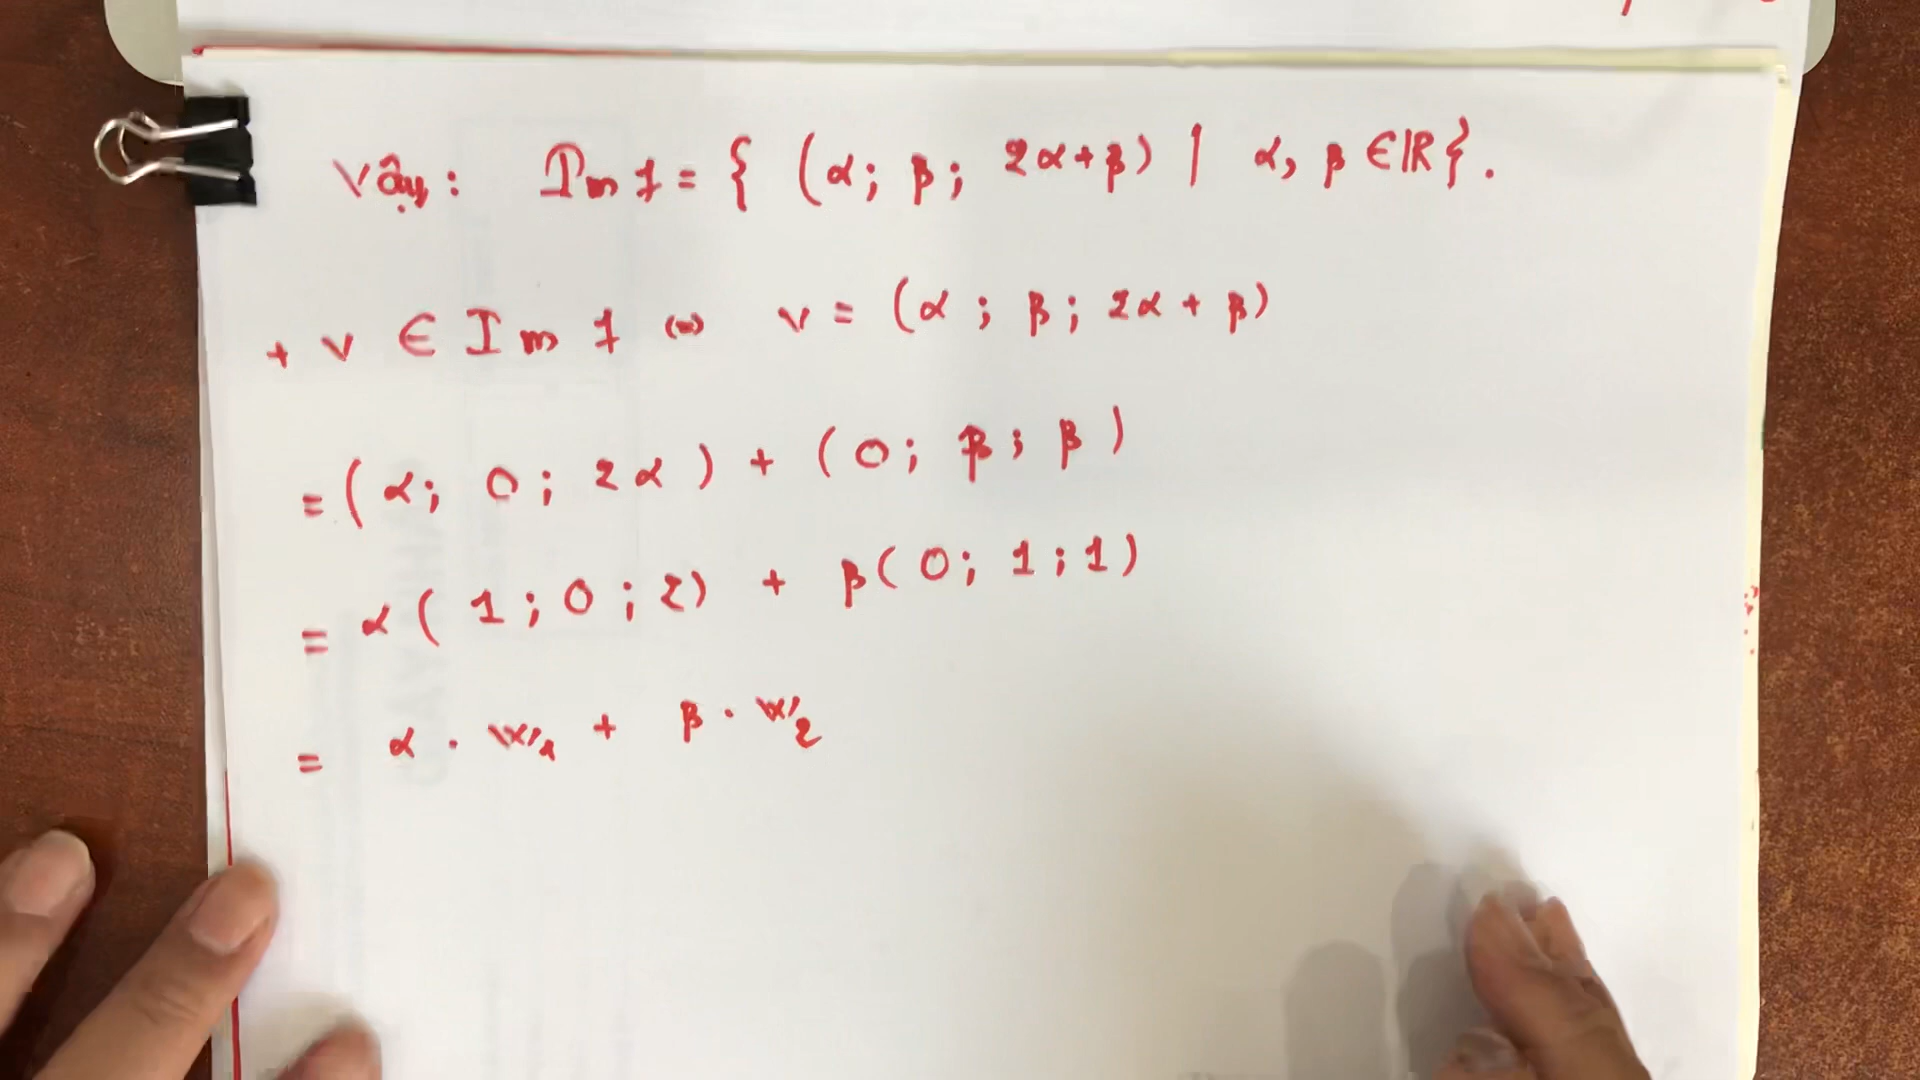 Vậy: Im f = { (α; β; 2α+β) | α, β ∈ ℝ}.
+ v ∈ Im f ⇔ v = (α; β; 2α + β)
= (α; 0; 2α) + (0; β; β)
= α(1; 0; 2) + β(0; 1; 1)
= α . w₁ + β . w₂